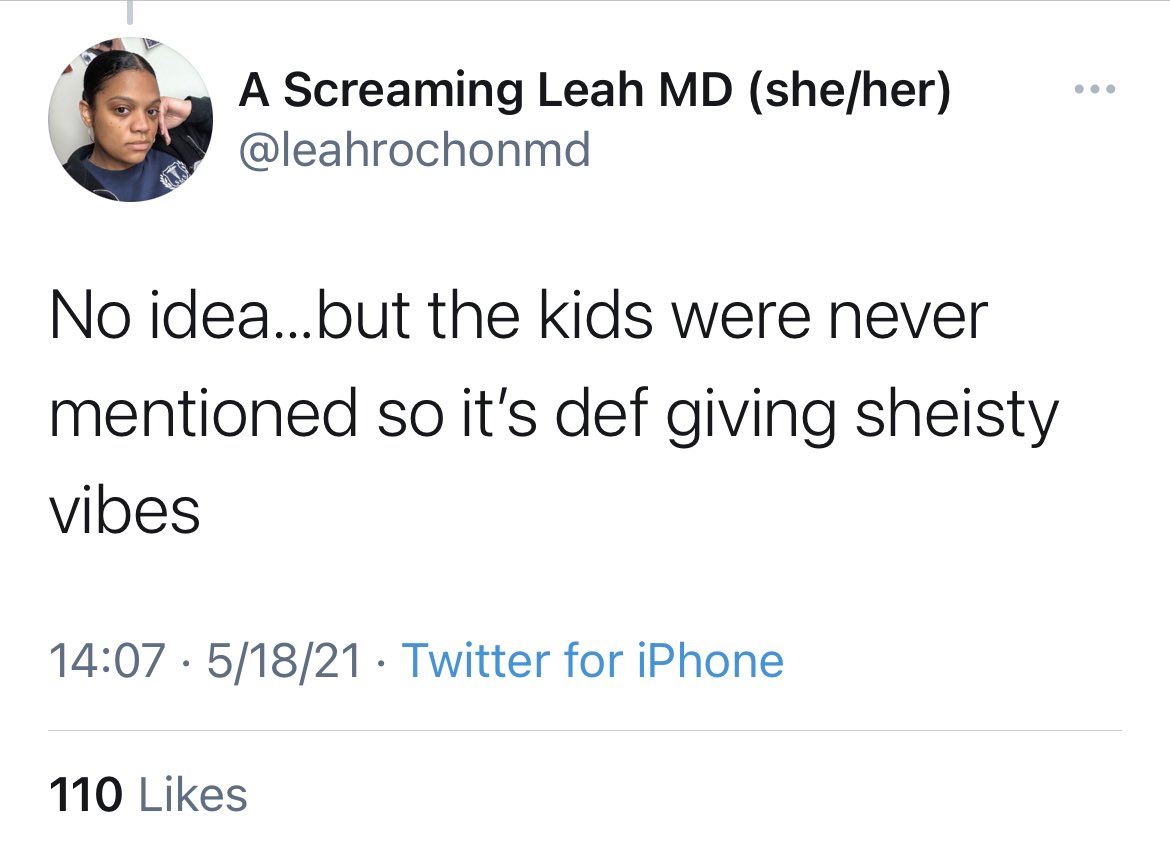 A Screaming Leah MD (she/her)
@leahrochonmd
No idea...but the kids were never
mentioned so it’s def giving sheisty
vibes
14:07 · 5/18/21 · Twitter for iPhone
110 Likes